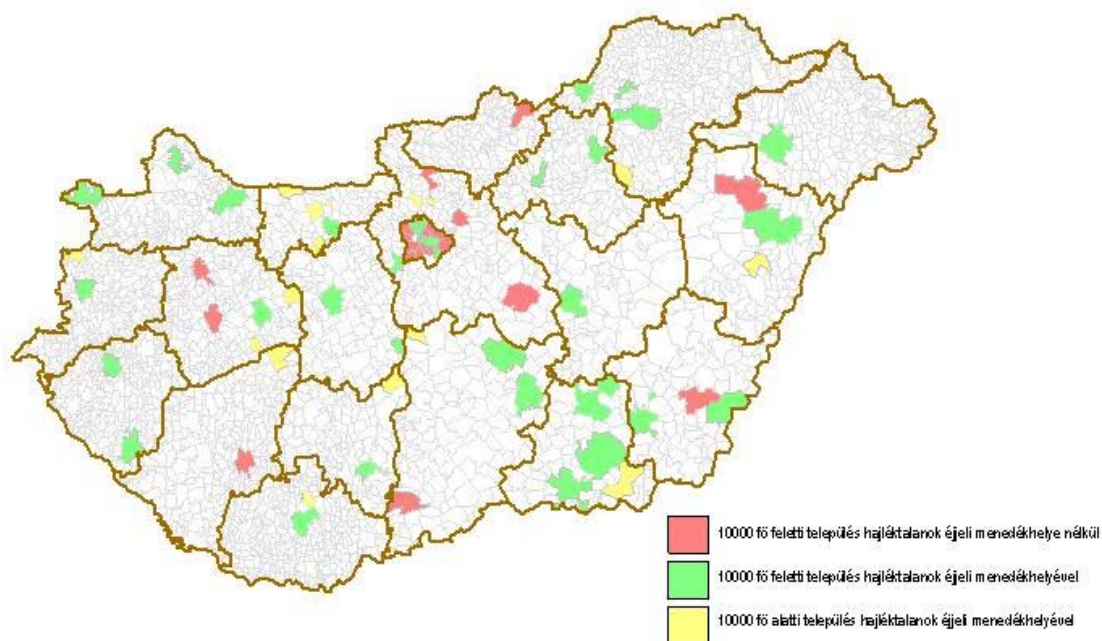 10000 fő feletti település hajléktalanok éjjeli menedékhelye nélkül
10000 fő feletti település hajléktalanok éjjeli menedékhelyével
10000 fő alatti település hajléktalanok éjjeli menedékhelyével